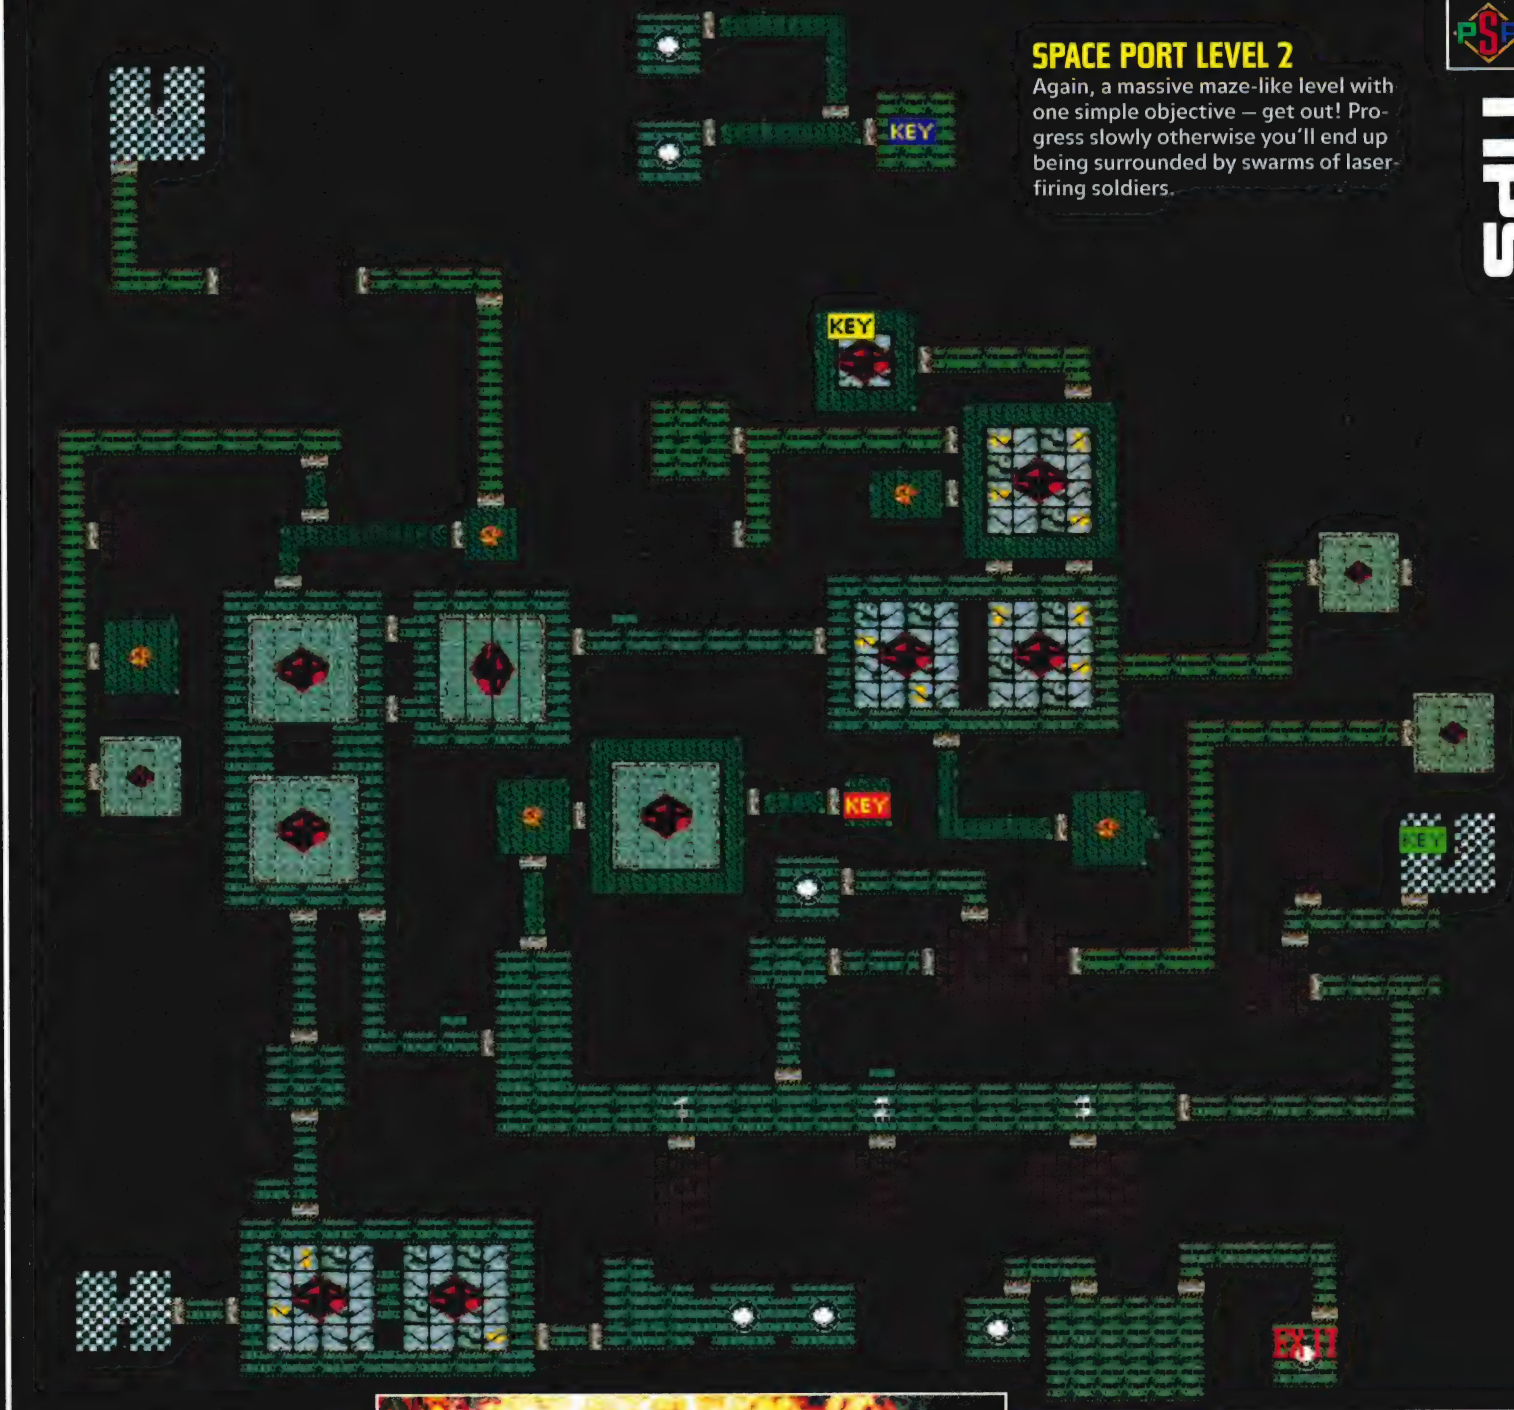 SPACE PORT LEVEL 2
Again, a massive maze-like level with
one simple objective – get out! Pro-
gress slowly otherwise you'll end up
being surrounded by swarms of laser-
firing soldiers.
PSP
TIPS
KEY
KEY
KEY
KEY
EXIT